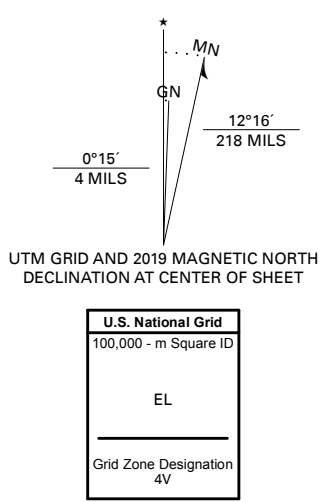 ★
MN
GN
12°16´
218 MILS
0°15´
4 MILS
UTM GRID AND 2019 MAGNETIC NORTH
DECLINATION AT CENTER OF SHEET
U.S. National Grid
100,000 - m Square ID
EL
Grid Zone Designation
4V